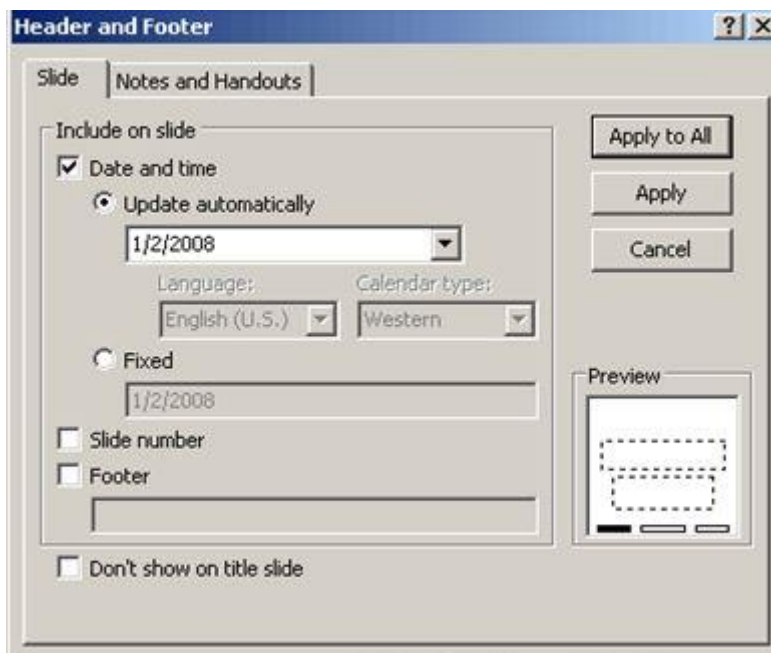 Header and Footer
Slide
Notes and Handouts
Include on slide
Date and time
Update automatically
1/2/2008
Language:
Calendar type:
English (U.S.)
Western
Fixed
1/2/2008
Slide number
Footer
Don't show on title slide
Apply to All
Apply
Cancel
Preview